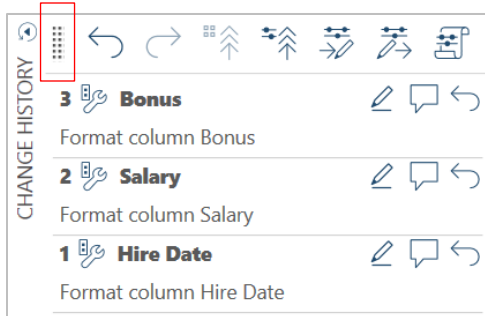 CHANGE HISTORY
3 Bonus
Format column Bonus
2 Salary
Format column Salary
1 Hire Date
Format column Hire Date